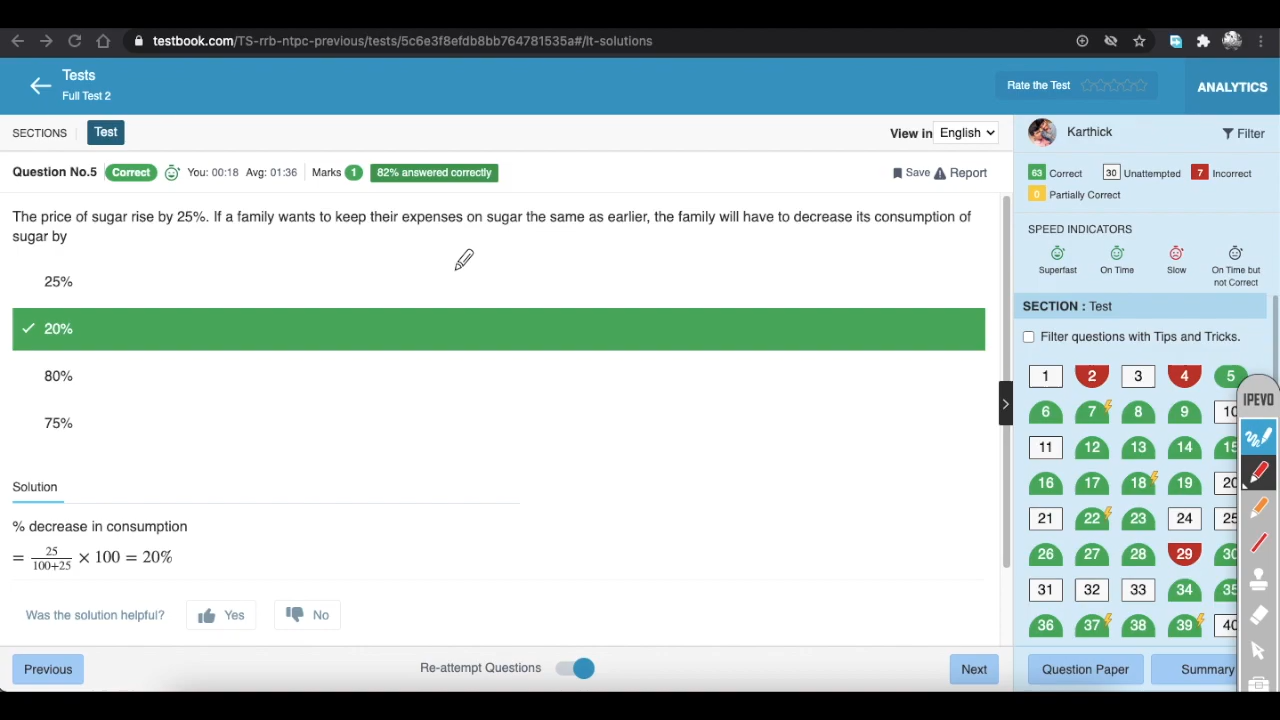 testbook.com/TS-rrb-ntpc-previous/tests/5c6e3f8efdb8bb764781535a#/lt-solutions
Tests
Full Test 2
Rate the Test
ANALYTICS
SECTIONS
Test
View in English
Question No.5 Correct You: 00:18 Avg: 01:36 Marks 1 82% answered correctly
Save Report
The price of sugar rise by 25%. If a family wants to keep their expenses on sugar the same as earlier, the family will have to decrease its consumption of
sugar by
25%
20%
80%
75%
Solution
% decrease in consumption
= 25/100+25 × 100 = 20%
Was the solution helpful? Yes No
Previous
Re-attempt Questions
Next
Karthick
Filter
63 Correct 30 Unattempted 7 Incorrect
0 Partially Correct
SPEED INDICATORS
Superfast On Time Slow On Time but
not Correct
SECTION : Test
Filter questions with Tips and Tricks.
1 2 3 4 5
6 7 8 9 10
11 12 13 14 15
16 17 18 19 20
21 22 23 24 25
26 27 28 29 30
31 32 33 34 35
36 37 38 39 40
Question Paper Summary
IPEVO